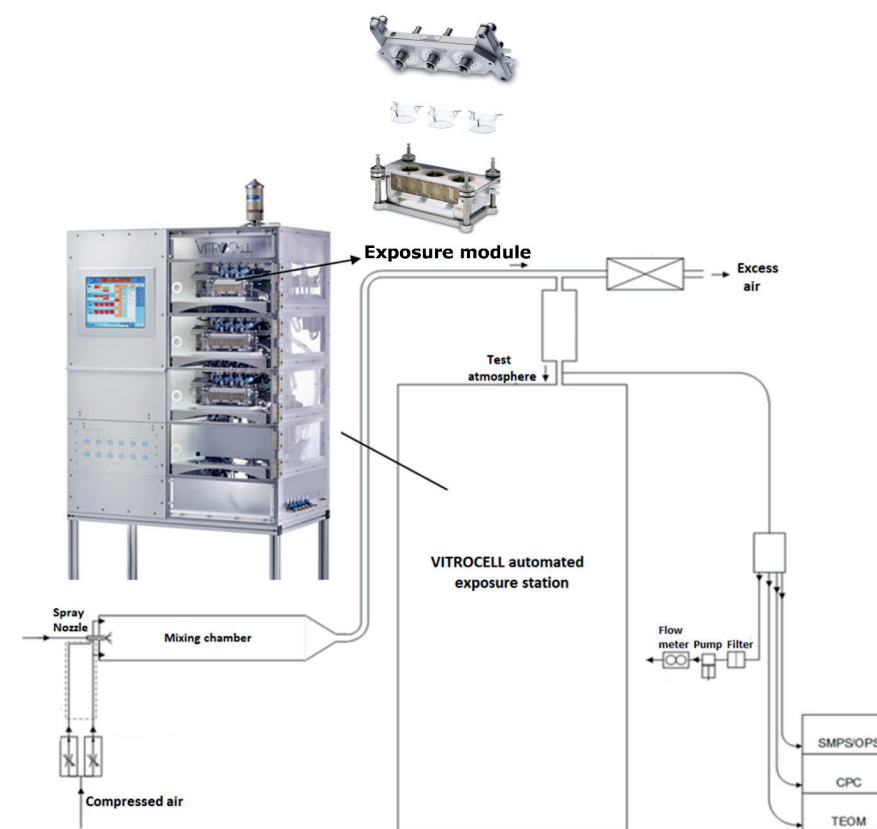 VITROCELL
Exposure module
Excess
air
Test
atmosphere
VITROCELL automated
exposure station
Spray
Nozzle
Mixing chamber
Flow
meter
Pump
Filter
SMPS/OPS
CPC
TEOM
Compressed air